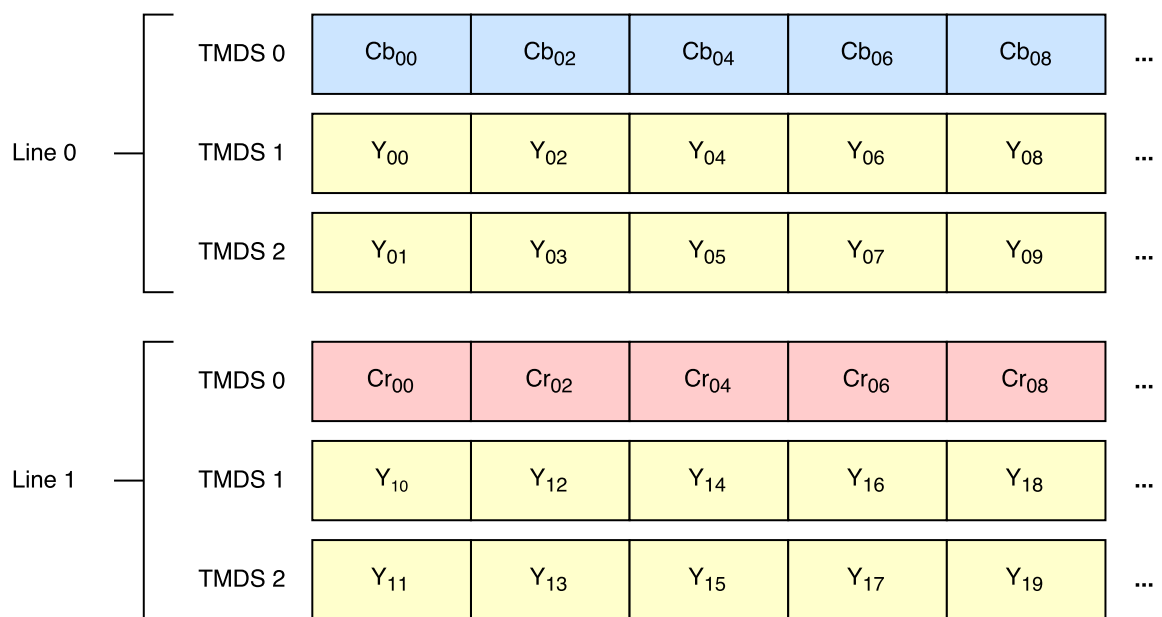 TMDS 0 Cb00 Cb02 Cb04 Cb06 Cb08 ...
Line 0 TMDS 1 Y00 Y02 Y04 Y06 Y08 ...
TMDS 2 Y01 Y03 Y05 Y07 Y09 ...
TMDS 0 Cr00 Cr02 Cr04 Cr06 Cr08 ...
Line 1 TMDS 1 Y10 Y12 Y14 Y16 Y18 ...
TMDS 2 Y11 Y13 Y15 Y17 Y19 ...